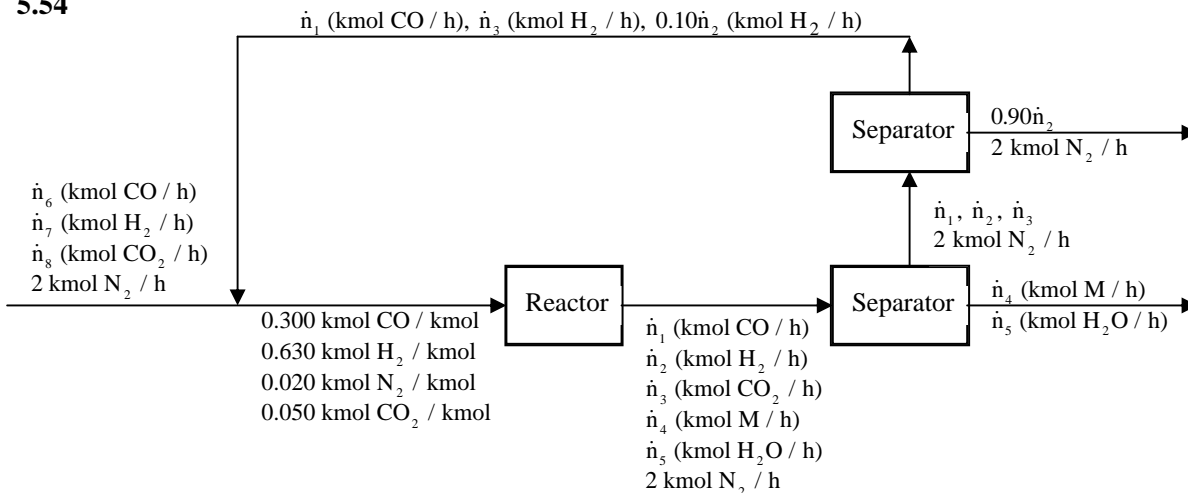 5.54
ṅ₁ (kmol CO / h), ṅ₃ (kmol H₂ / h), 0.10ṅ₂ (kmol H₂ / h)
Separator
0.90ṅ₂
2 kmol N₂ / h
ṅ₆ (kmol CO / h)
ṅ₇ (kmol H₂ / h)
ṅ₈ (kmol CO₂ / h)
2 kmol N₂ / h
ṅ₁, ṅ₂, ṅ₃
2 kmol N₂ / h
Reactor
Separator
ṅ₄ (kmol M / h)
ṅ₅ (kmol H₂O / h)
0.300 kmol CO / kmol
0.630 kmol H₂ / kmol
0.020 kmol N₂ / kmol
0.050 kmol CO₂ / kmol
ṅ₁ (kmol CO / h)
ṅ₂ (kmol H₂ / h)
ṅ₃ (kmol CO₂ / h)
ṅ₄ (kmol M / h)
ṅ₅ (kmol H₂O / h)
2 kmol N₂ / h